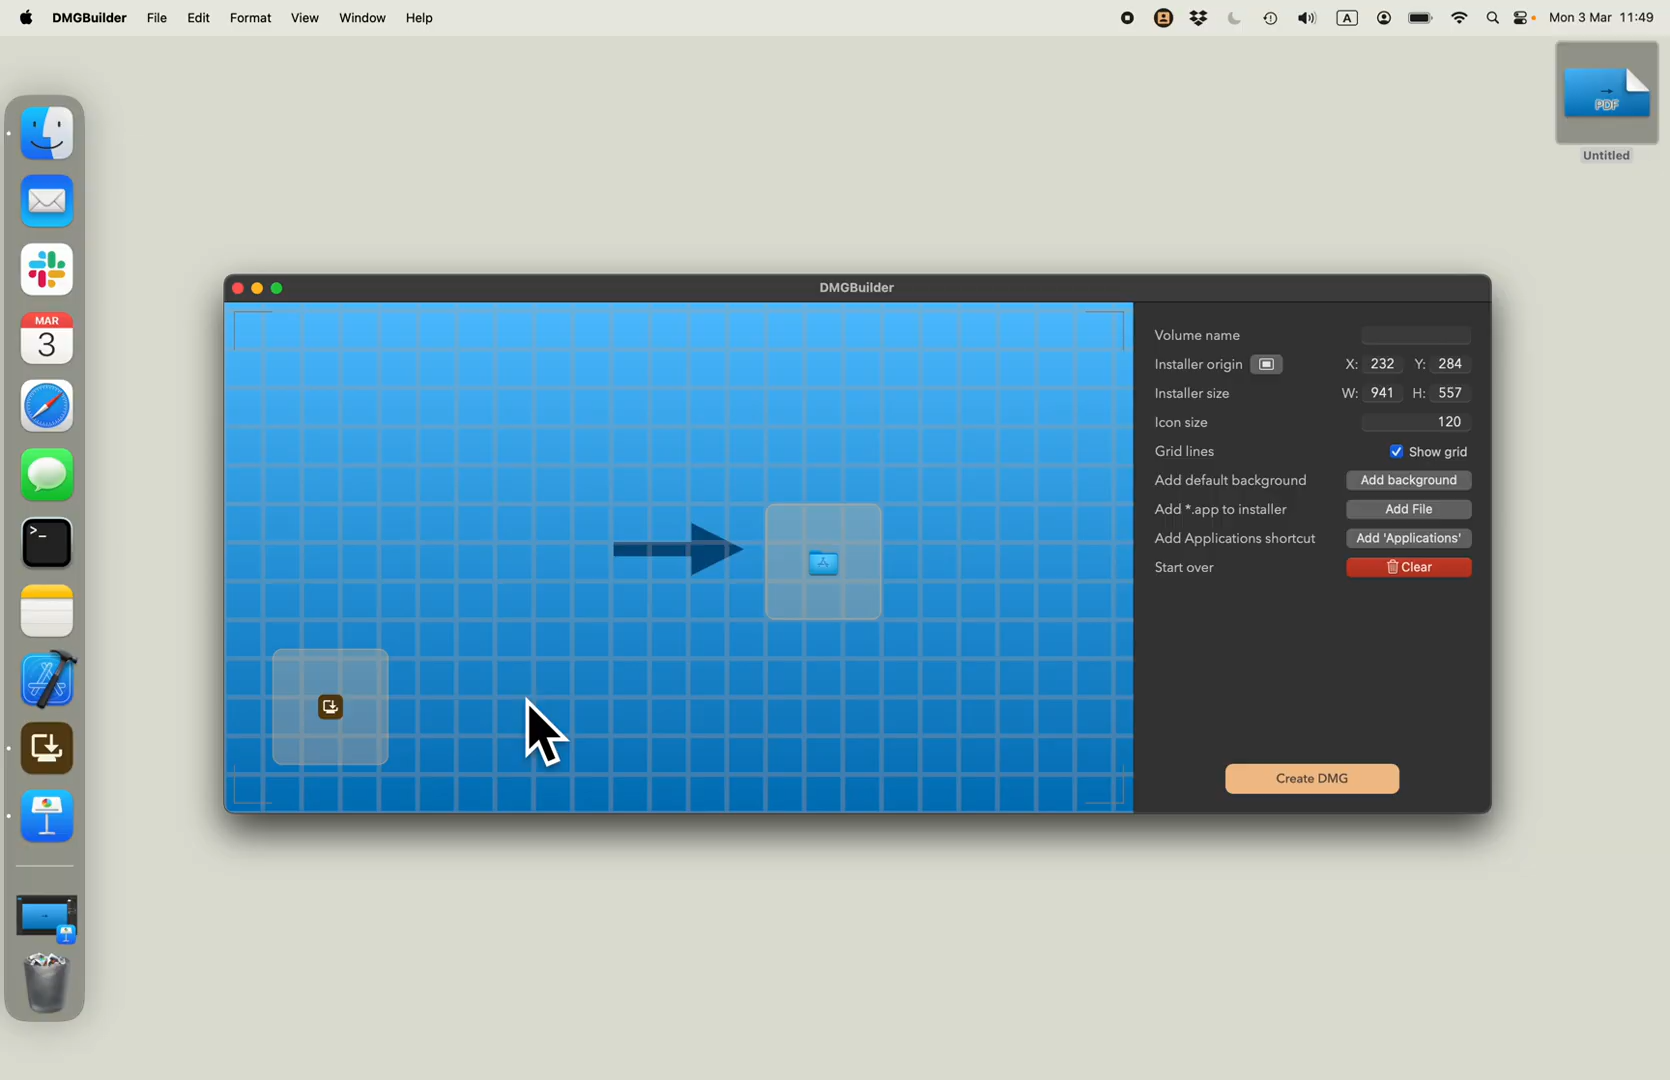 DMGBuilder File Edit Format View Window Help A Mon 3 Mar 11:49
PDF
Untitled
MAR
3
>_
DMGBuilder
Volume name
Installer origin X: 232 Y: 284
Installer size W: 941 H: 557
Icon size 120
Grid lines Show grid
Add default background Add background
Add *.app to installer Add File
Add Applications shortcut Add 'Applications'
Start over Clear
Create DMG